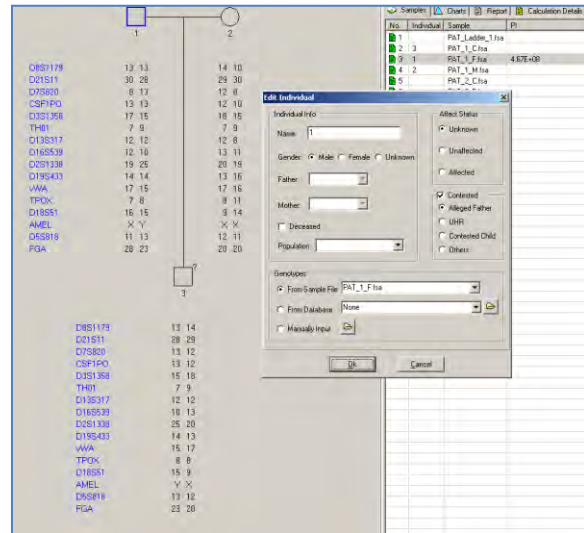 Samples Charts Report Calculation Details
No. Individual Sample PI
1 PAT_Ladder_1.fsa
2 3 PAT_1_C.fsa
3 1 PAT_1_F.fsa 4.67E+08
4 2 PAT_1_M.fsa
5 PAT_2_C.fsa
1 2
D8S1179 13 13 14 10
D21S11 30 28 29 30
D7S820 8 13 12 8
CSF1PO 13 13 12 10
D3S1358 17 15 18 15
TH01 7 9 7 9
D13S317 12 12 12 8
D16S539 12 10 13 11
D2S1338 19 25 20 19
D19S433 14 14 13 16
vWA 17 15 17 16
TPOX 7 8 8 11
D18S51 16 15 9 14
AMEL X Y X X
D5S818 11 13 12 11
FGA 28 23 20 20
?
3
D8S1179 13 14
D21S11 28 29
D7S820 13 12
CSF1PO 13 12
D3S1358 15 18
TH01 7 9
D13S317 12 12
D16S539 10 13
D2S1338 25 20
D19S433 14 13
vWA 15 17
TPOX 8 8
D18S51 15 9
AMEL Y X
D5S818 13 12
FGA 23 20
Edit Individual
Individual Info
Name: 1
Gender: Male Female Unknown
Father:
Mother:
Deceased
Population:
Affect Status
Unknown
Unaffected
Affected
Contested
Alleged Father
UHR
Contested Child
Others
Genotypes
From Sample File PAT_1_F.fsa
From Database None
Manually Input
Ok Cancel